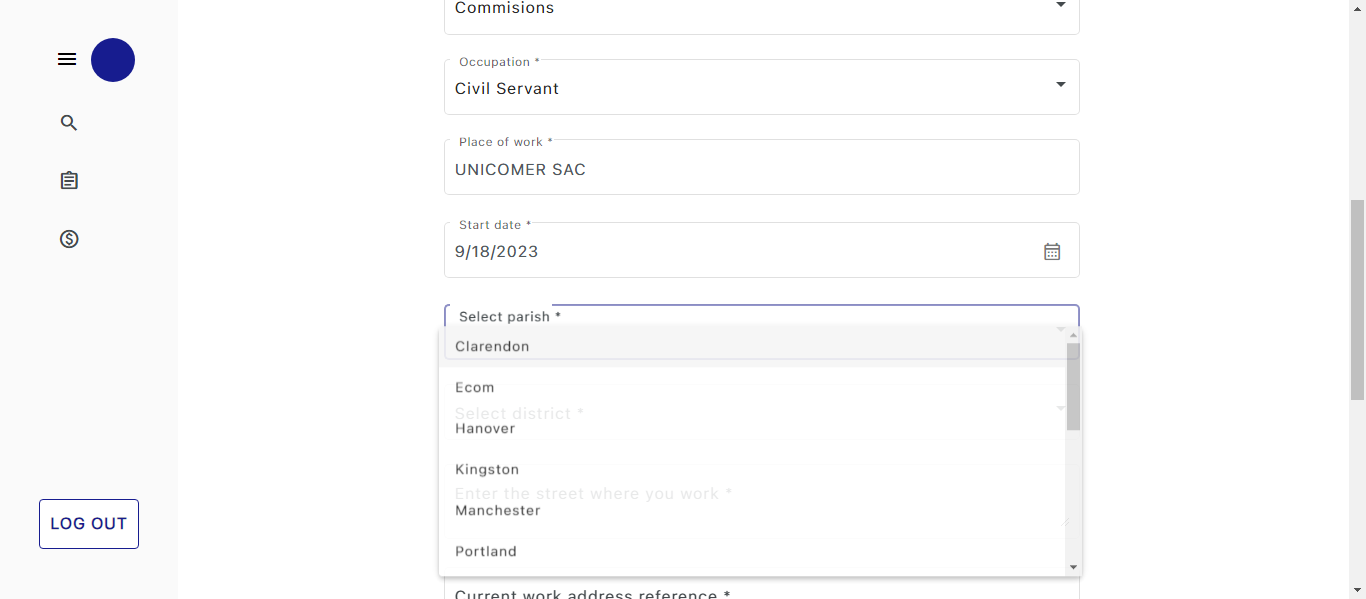 Commisions
Occupation *
Civil Servant
Place of work *
UNICOMER SAC
Start date *
9/18/2023
Select parish *
Clarendon
Ecom
Select district *
Hanover
Kingston
Enter the street where you work *
Manchester
Portland
LOG OUT
Current work address reference *